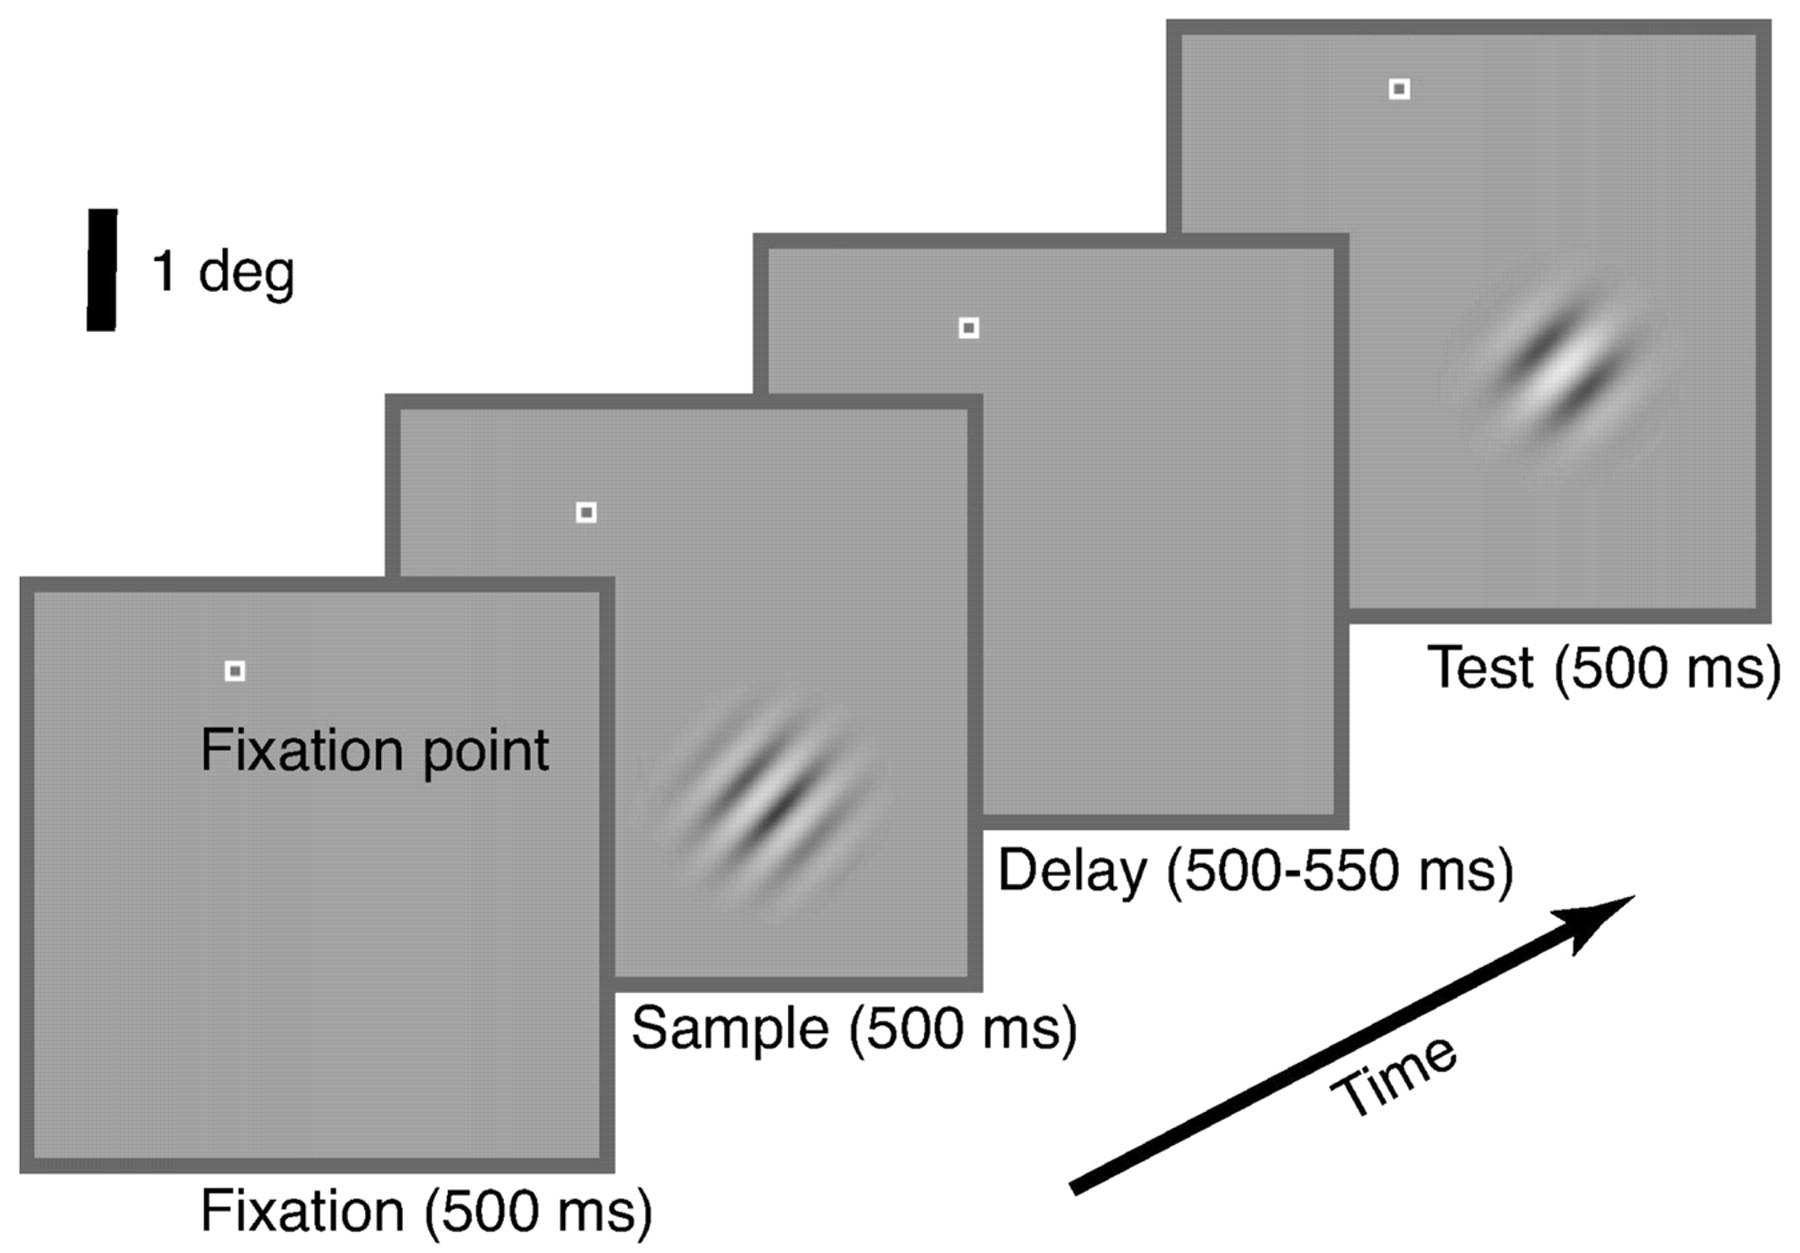 1 deg
Fixation point
Fixation (500 ms)
Sample (500 ms)
Delay (500-550 ms)
Test (500 ms)
Time